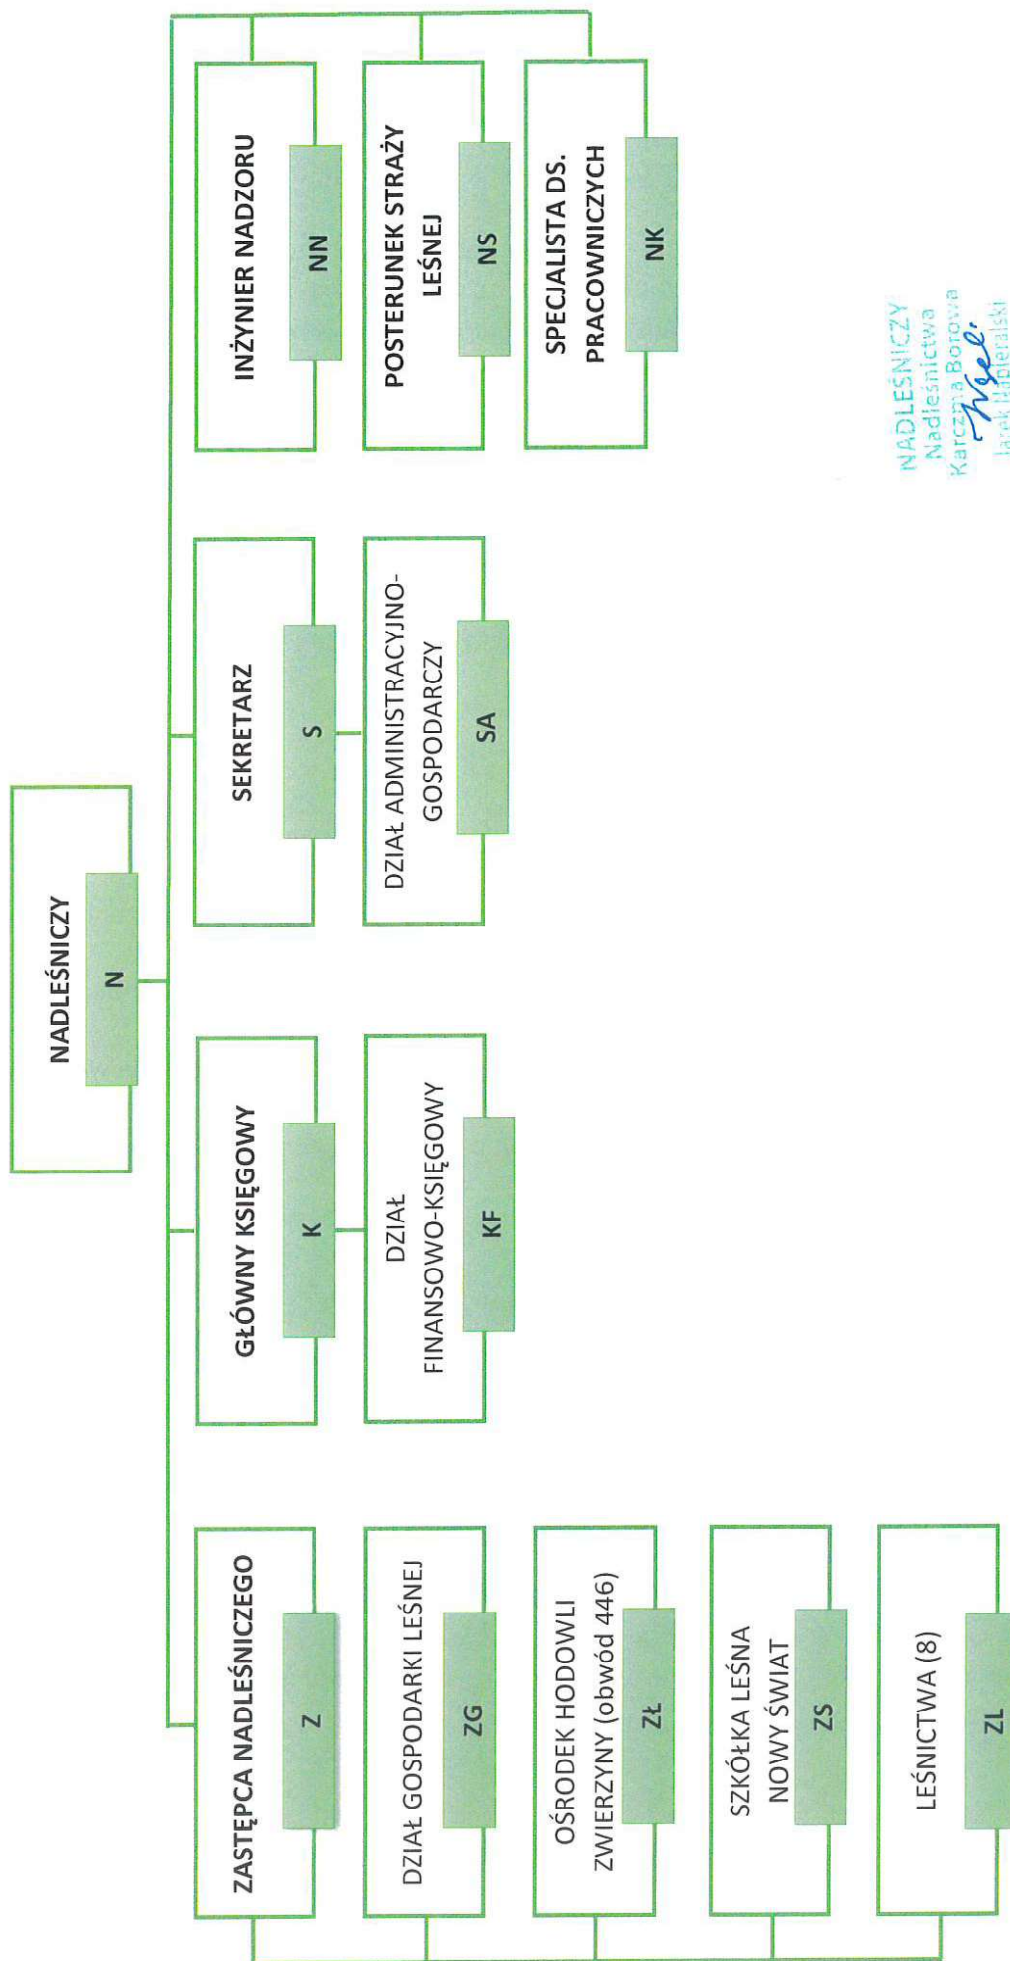 NADLEŚNICZY
N
ZASTĘPCA NADLEŚNICZEGO
Z
DZIAŁ GOSPODARKI LEŚNEJ
ZG
OŚRODEK HODOWLI
ZWIERZYNY (obwód 446)
ZŁ
SZKÓŁKA LEŚNA
NOWY ŚWIAT
ZS
LEŚNICTWA (8)
ZL
GŁÓWNY KSIĘGOWY
K
DZIAŁ
FINANSOWO-KSIĘGOWY
KF
SEKRETARZ
S
DZIAŁ ADMINISTRACYJNO-
GOSPODARCZY
SA
INŻYNIER NADZORU
NN
POSTERUNEK STRAŻY
LEŚNEJ
NS
SPECJALISTA DS.
PRACOWNICZYCH
NK
NADLEŚNICZY
Nadleśnictwa
Karczma Borowa
Jarek Napieralski